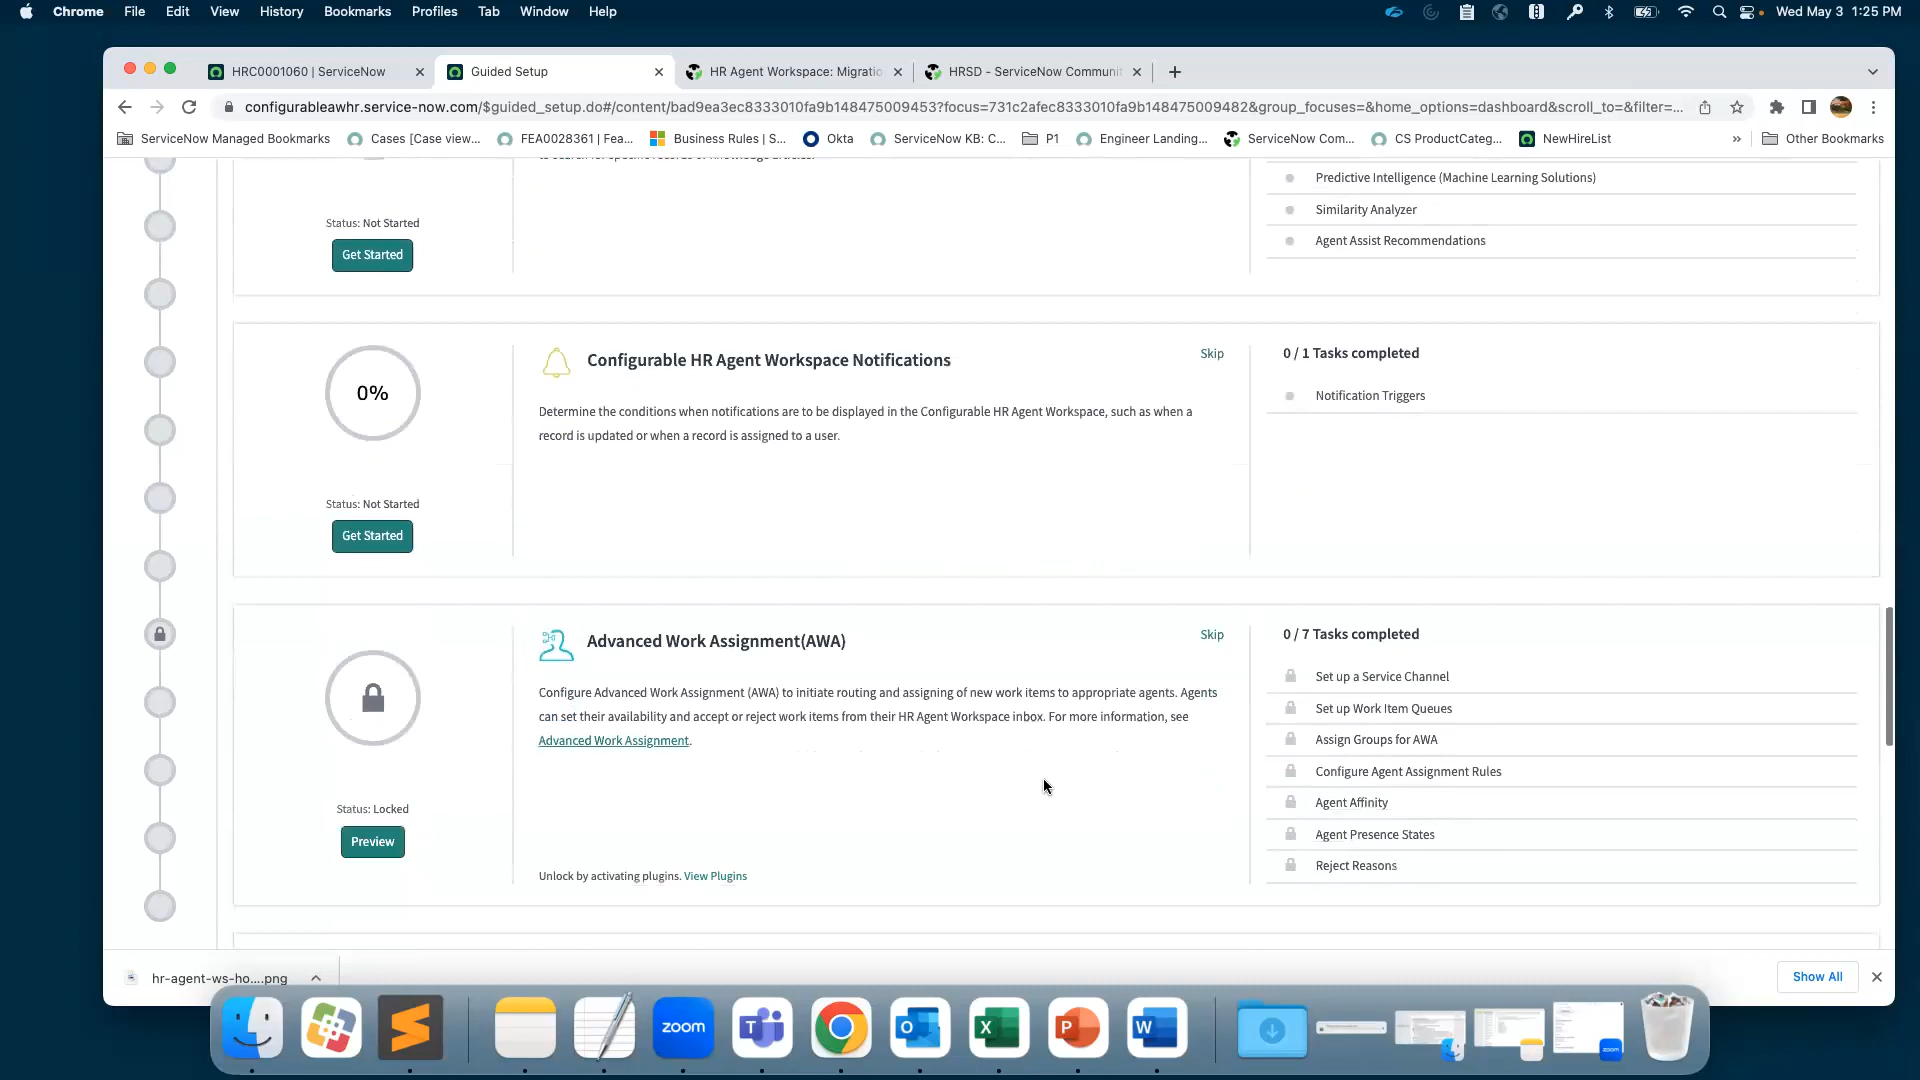 Chrome File Edit View History Bookmarks Profiles Tab Window Help Wed May 3 1:25 PM
HRC0001060 | ServiceNow Guided Setup HR Agent Workspace: Migratio HRSD - ServiceNow Communit
configurableawhr.service-now.com/$guided_setup.do#/content/bad9ea3ec8333010fa9b148475009453?focus=731c2afec8333010fa9b148475009482&group_focuses=&home_options=dashboard&scroll_to=&filter=...
ServiceNow Managed Bookmarks Cases [Case view... FEA0028361 | Fea... Business Rules | S... Okta ServiceNow KB: C... P1 Engineer Landing... ServiceNow Com... CS ProductCateg... NewHireList » Other Bookmarks
Predictive Intelligence (Machine Learning Solutions)
Similarity Analyzer
Agent Assist Recommendations
Status: Not Started
Get Started
0%
Status: Not Started
Get Started
Configurable HR Agent Workspace Notifications
Skip
Determine the conditions when notifications are to be displayed in the Configurable HR Agent Workspace, such as when a
record is updated or when a record is assigned to a user.
0 / 1 Tasks completed
Notification Triggers
Status: Locked
Preview
Advanced Work Assignment(AWA)
Skip
Configure Advanced Work Assignment (AWA) to initiate routing and assigning of new work items to appropriate agents. Agents
can set their availability and accept or reject work items from their HR Agent Workspace inbox. For more information, see
Advanced Work Assignment.
Unlock by activating plugins. View Plugins
0 / 7 Tasks completed
Set up a Service Channel
Set up Work Item Queues
Assign Groups for AWA
Configure Agent Assignment Rules
Agent Affinity
Agent Presence States
Reject Reasons
hr-agent-ws-ho....png
Show All
zoom T O X P W zoom